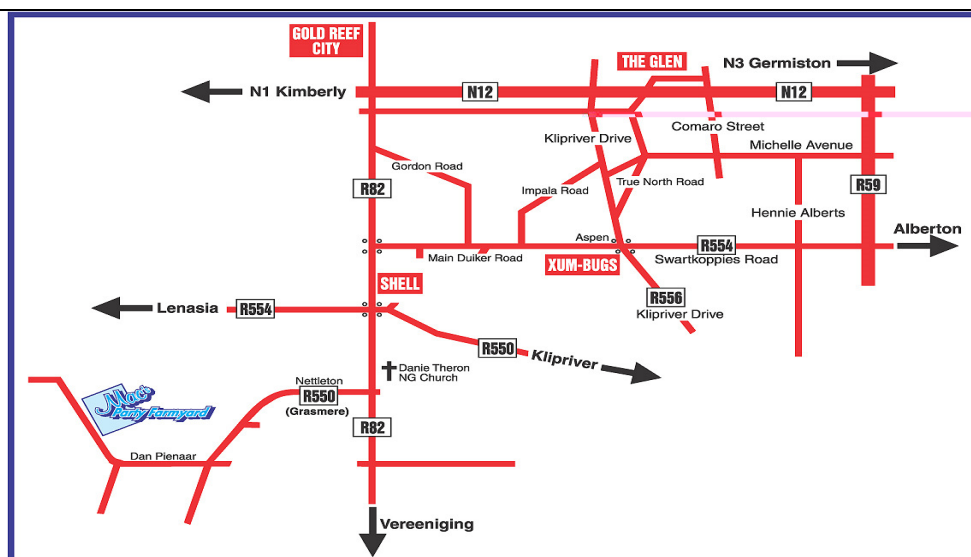 GOLD REEF
CITY
THE GLEN
N3 Germiston
N1 Kimberly
N12
N12
Klipriver Drive
Comaro Street
Michelle Avenue
Gordon Road
Impala Road
True North Road
R82
R59
Hennie Alberts
Alberton
Aspen
R554
Main Duiker Road
XUM-BUGS
Swartkoppies Road
SHELL
R556
Klipriver Drive
Lenasia
R554
R550
Klipriver
Danie Theron
NG Church
Nettleton
R550
(Grasmere)
Mac's
Party Farmyard
R82
Dan Pienaar
Vereeniging